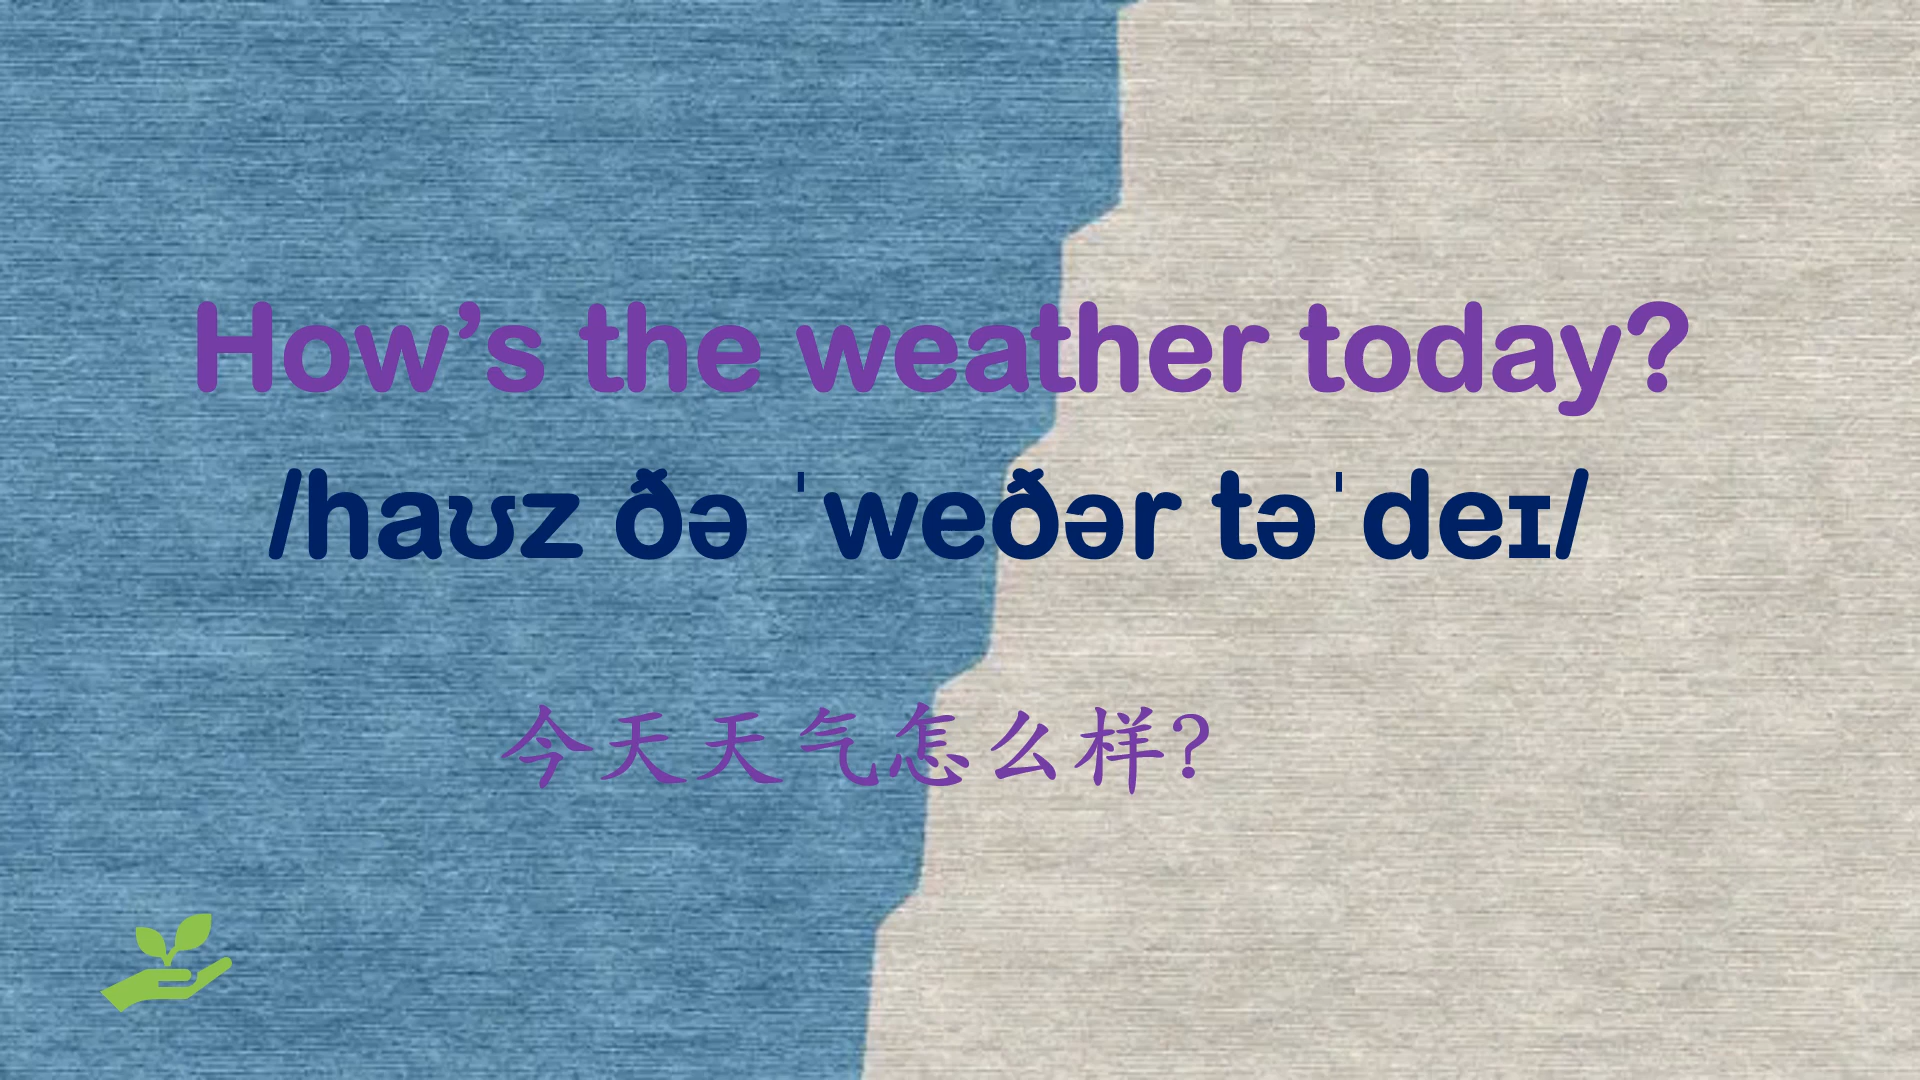 How’s the weather today?
/haʊz ðə ˈweðər təˈdeɪ/
今天天气怎么样?